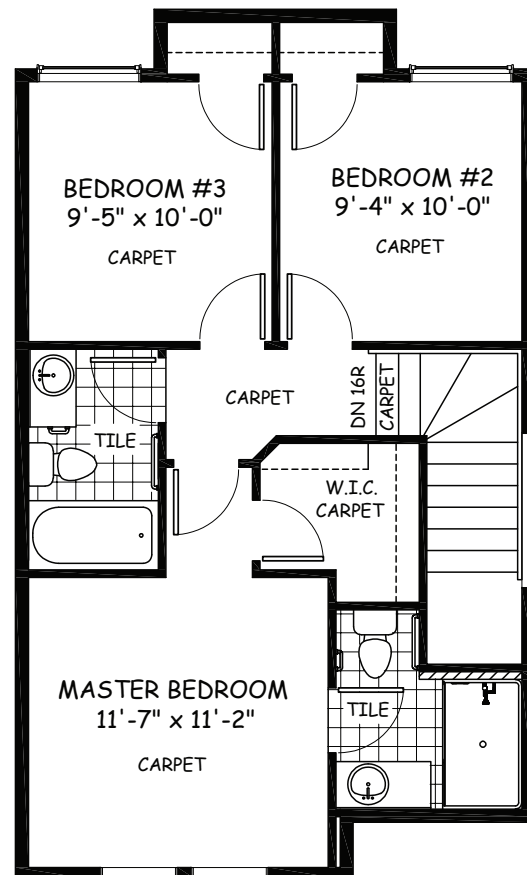 BEDROOM #3
9'-5" x 10'-0"
CARPET
BEDROOM #2
9'-4" x 10'-0"
CARPET
TILE
CARPET
DN 16R
CARPET
W.I.C.
CARPET
MASTER BEDROOM
11'-7" x 11'-2"
CARPET
TILE